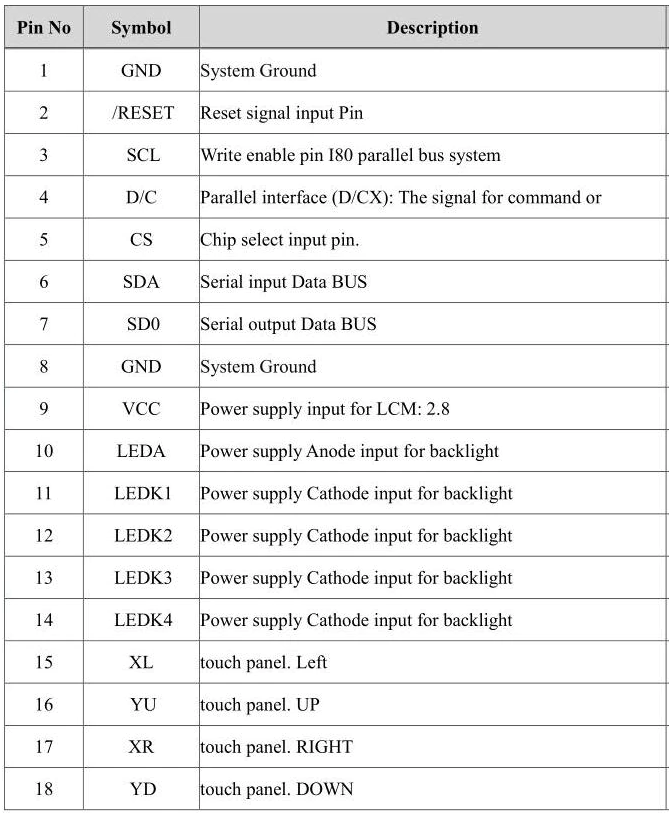 Pin No Symbol Description
1 GND System Ground
2 /RESET Reset signal input Pin
3 SCL Write enable pin I80 parallel bus system
4 D/C Parallel interface (D/CX): The signal for command or
5 CS Chip select input pin.
6 SDA Serial input Data BUS
7 SD0 Serial output Data BUS
8 GND System Ground
9 VCC Power supply input for LCM: 2.8
10 LEDA Power supply Anode input for backlight
11 LEDK1 Power supply Cathode input for backlight
12 LEDK2 Power supply Cathode input for backlight
13 LEDK3 Power supply Cathode input for backlight
14 LEDK4 Power supply Cathode input for backlight
15 XL touch panel. Left
16 YU touch panel. UP
17 XR touch panel. RIGHT
18 YD touch panel. DOWN